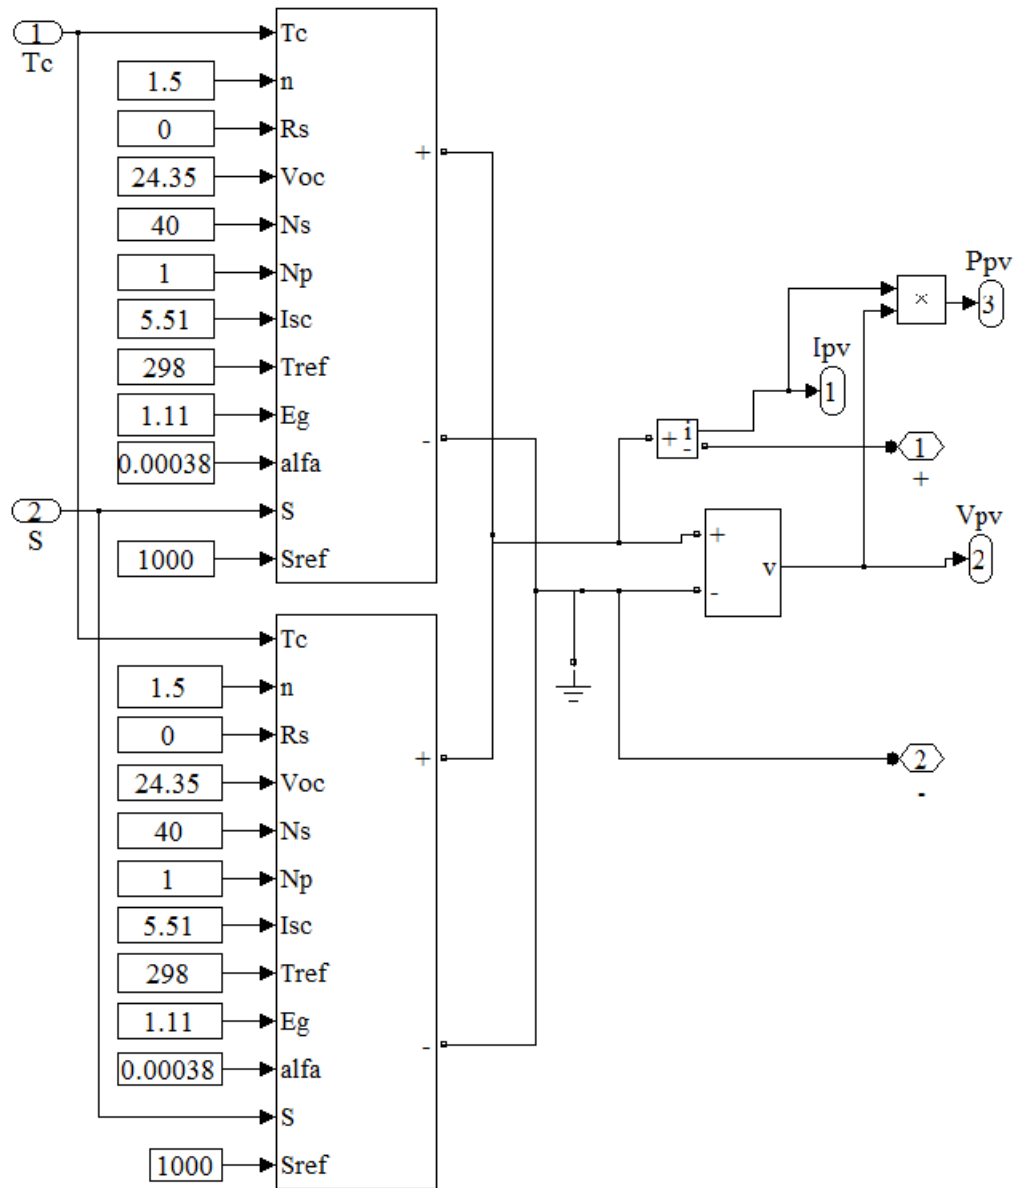 1
Tc
1.5
0
24.35
40
1
5.51
298
1.11
0.00038
2
S
1000
Tc
n
Rs
Voc
Ns
Np
Isc
Tref
Eg
alfa
S
Sref
+
-
1.5
0
24.35
40
1
5.51
298
1.11
0.00038
1000
Tc
n
Rs
Voc
Ns
Np
Isc
Tref
Eg
alfa
S
Sref
+
-
+ i
-
+
-
v
×
Ppv
3
Ipv
1
1
+
Vpv
2
2
-